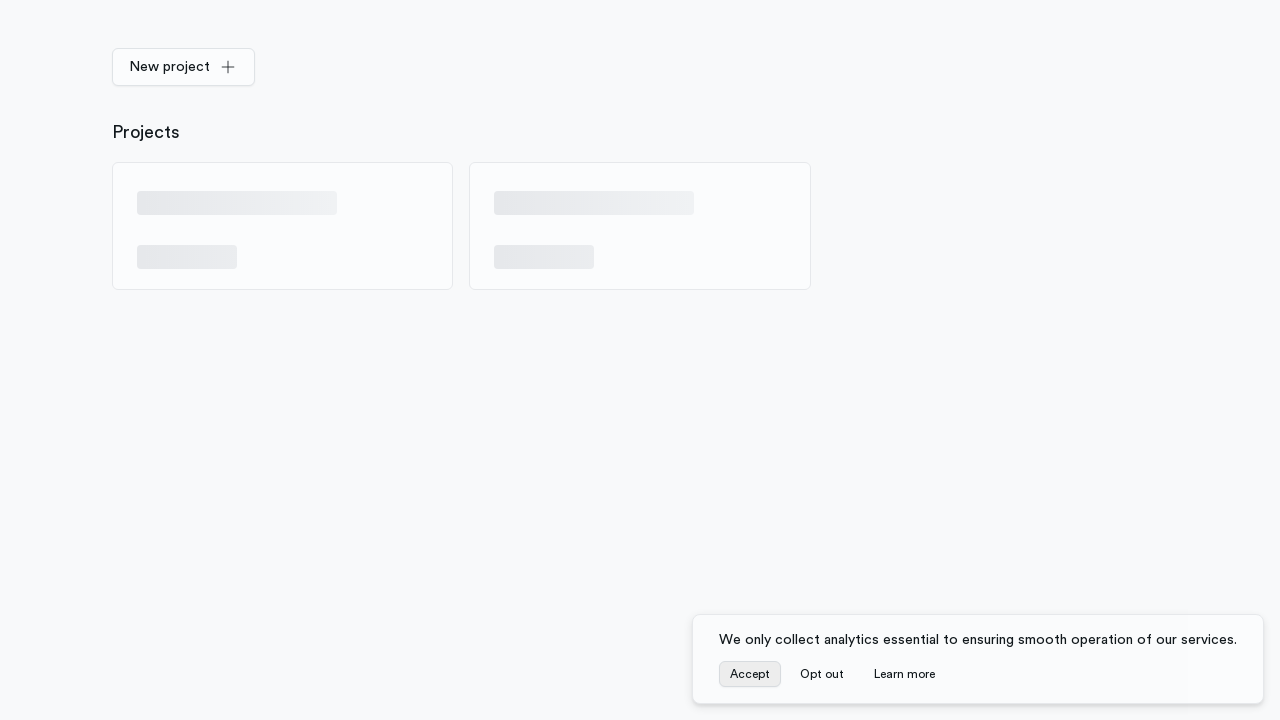 New project
Projects
We only collect analytics essential to ensuring smooth operation of our services.
Accept Opt out Learn more